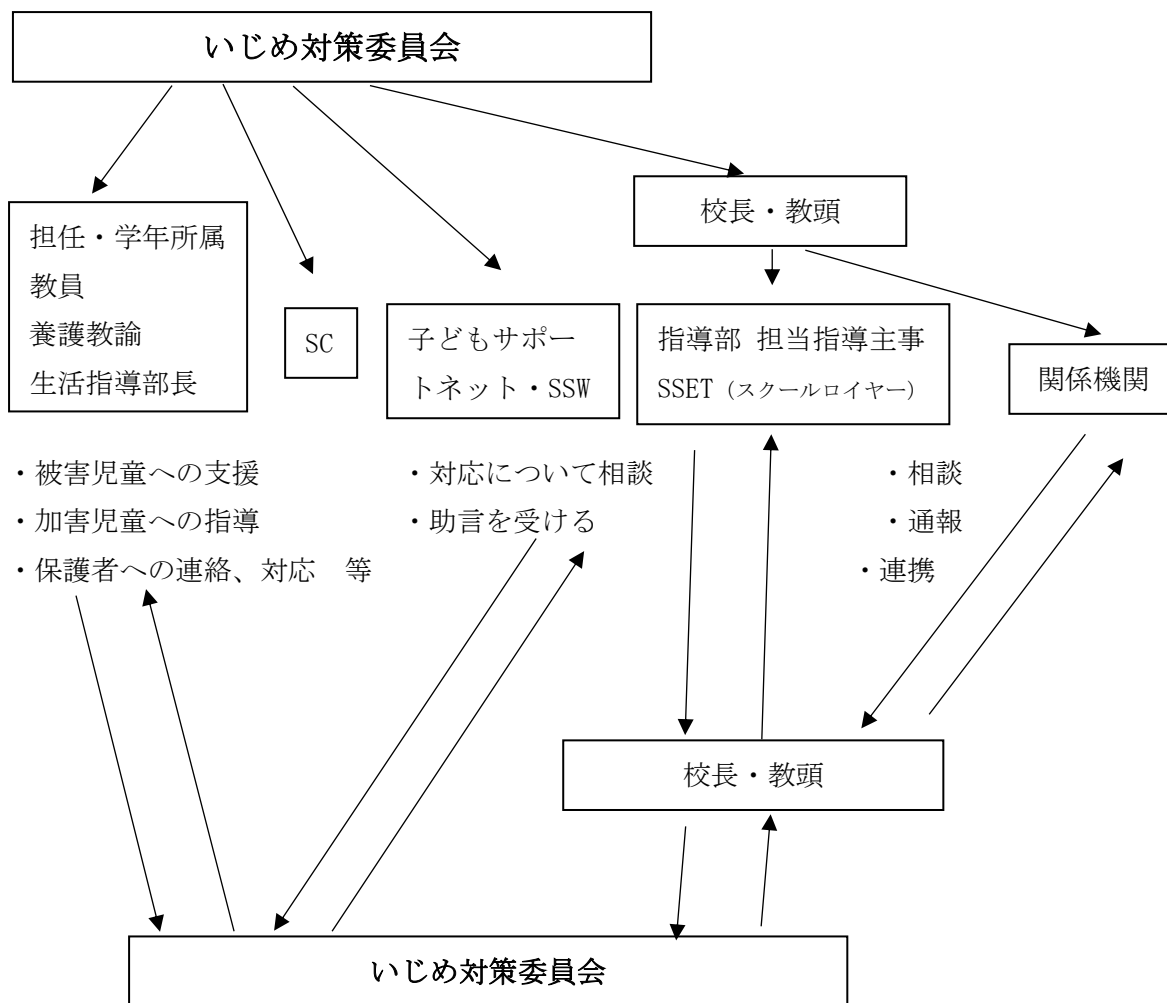 いじめ対策委員会
校長・教頭
担任・学年所属
教員
養護教諭
生活指導部長
SC
子どもサポー
トネット・SSW
指導部 担当指導主事
SSET（スクールロイヤー）
関係機関
・被害児童への支援
・加害児童への指導
・保護者への連絡、対応　等
・対応について相談
・助言を受ける
・相談
・通報
・連携
校長・教頭
いじめ対策委員会